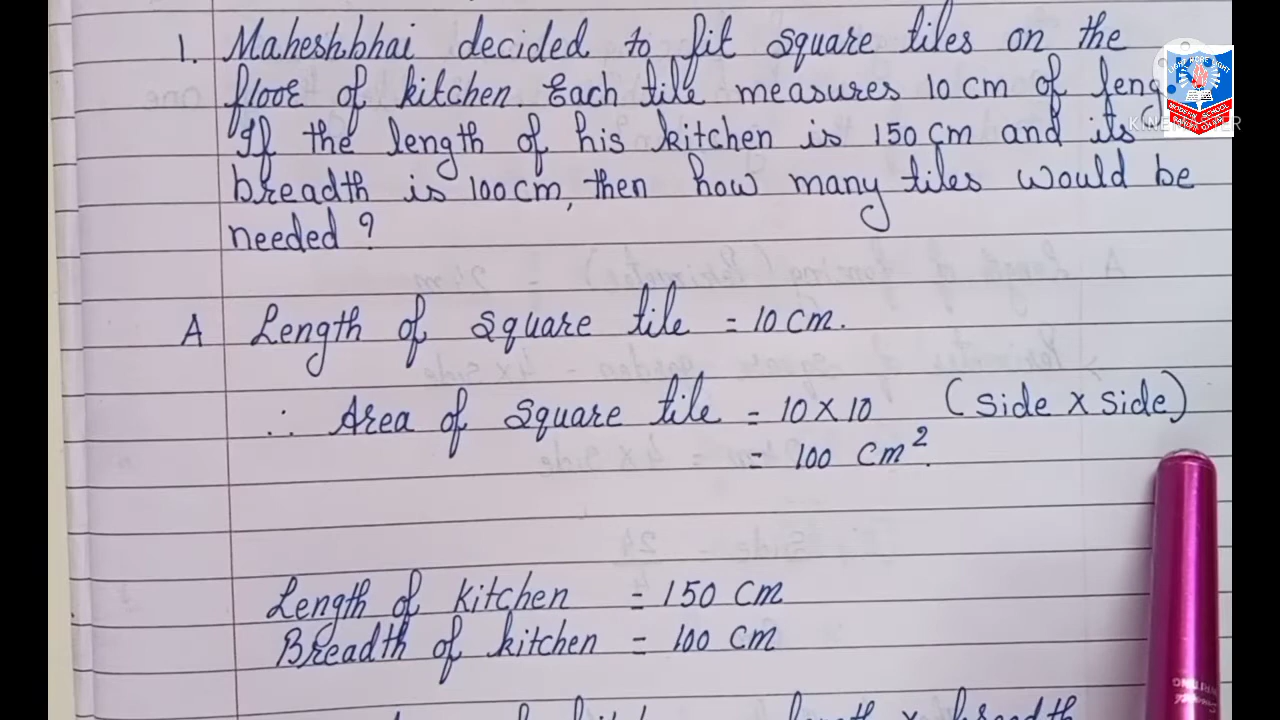 1. Maheshbhai decided to fit square tiles on the
floor of kitchen. Each tile measures 10 cm of leng
If the length of his kitchen is 150 cm and its
breadth is 100 cm, then how many tiles would be
needed ?
A Length of square tile = 10 cm.
∴ Area of square tile = 10 × 10 (side × side)
= 100 cm².
Length of kitchen = 150 cm
Breadth of kitchen = 100 cm
length × breadth